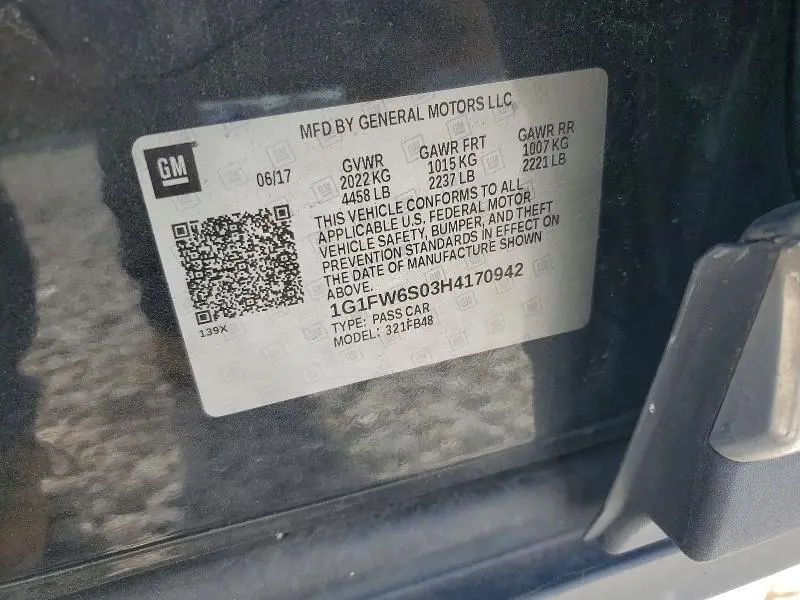 MFD BY GENERAL MOTORS LLC
GM
06/17
GVWR
2022 KG
4458 LB
GAWR FRT
1015 KG
2237 LB
GAWR RR
1007 KG
2221 LB
THIS VEHICLE CONFORMS TO ALL
APPLICABLE U.S. FEDERAL MOTOR
VEHICLE SAFETY, BUMPER, AND THEFT
PREVENTION STANDARDS IN EFFECT ON
THE DATE OF MANUFACTURE SHOWN
ABOVE.
1G1FW6S03H4170942
TYPE: PASS CAR
MODEL: 321FB48
139X